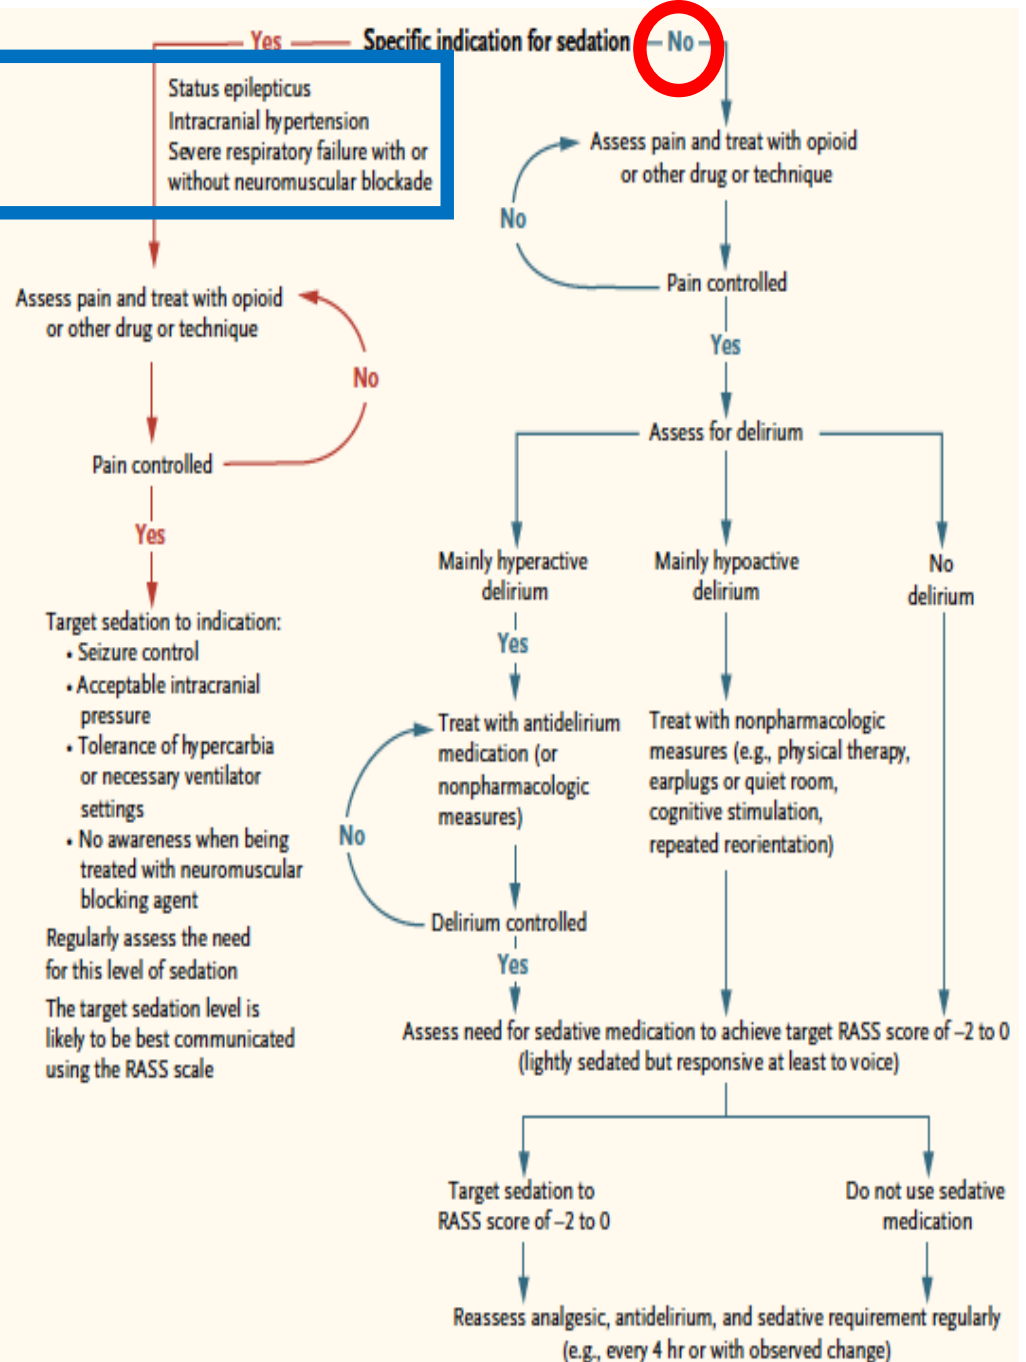 Specific indication for sedation
Yes
Status epilepticus
Intracranial hypertension
Severe respiratory failure with or
without neuromuscular blockade
Assess pain and treat with opioid
or other drug or technique
No
Pain controlled
Yes
Target sedation to indication:
• Seizure control
• Acceptable intracranial
pressure
• Tolerance of hypercarbia
or necessary ventilator
settings
• No awareness when being
treated with neuromuscular
blocking agent
Regularly assess the need
for this level of sedation
The target sedation level is
likely to be best communicated
using the RASS scale
No
Assess pain and treat with opioid
or other drug or technique
No
Pain controlled
Yes
Assess for delirium
Mainly hyperactive
delirium
Yes
Treat with antidelirium
medication (or
nonpharmacologic
measures)
No
Delirium controlled
Yes
Mainly hypoactive
delirium
Treat with nonpharmacologic
measures (e.g., physical therapy,
earplugs or quiet room,
cognitive stimulation,
repeated reorientation)
No
delirium
Assess need for sedative medication to achieve target RASS score of –2 to 0
(lightly sedated but responsive at least to voice)
Target sedation to
RASS score of –2 to 0
Do not use sedative
medication
Reassess analgesic, antidelirium, and sedative requirement regularly
(e.g., every 4 hr or with observed change)